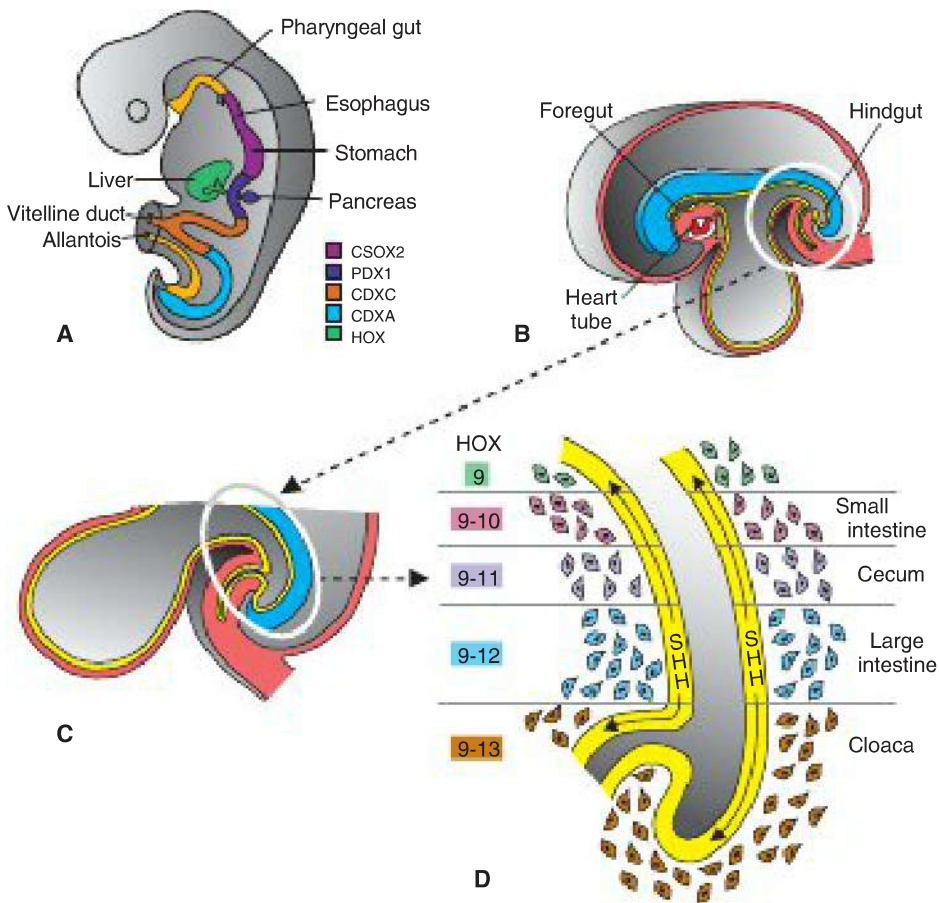 Pharyngeal gut
Esophagus
Stomach
Liver
Pancreas
Vitelline duct
Allantois
CSOX2
PDX1
CDXC
CDXA
HOX
A
Foregut
Hindgut
Heart
tube
B
C
HOX
9
9-10
Small
intestine
9-11
Cecum
9-12
Large
intestine
SHH
SHH
9-13
Cloaca
D